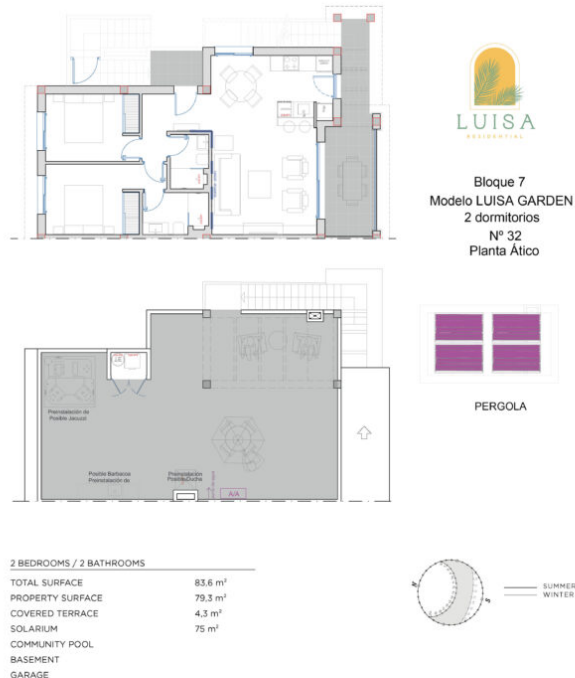 LUISA
RESIDENTIAL
Bloque 7
Modelo LUISA GARDEN
2 dormitorios
Nº 32
Planta Ático
PERGOLA
Preinstalación de
Posible Jacuzzi
Posible Barbacoa
Preinstalación de
Preinstalación
Posible Ducha
A/A
2 BEDROOMS / 2 BATHROOMS
TOTAL SURFACE 83,6 m²
PROPERTY SURFACE 79,3 m²
COVERED TERRACE 4,3 m²
SOLARIUM 75 m²
COMMUNITY POOL
BASEMENT
GARAGE
N
S
SUMMER
WINTER